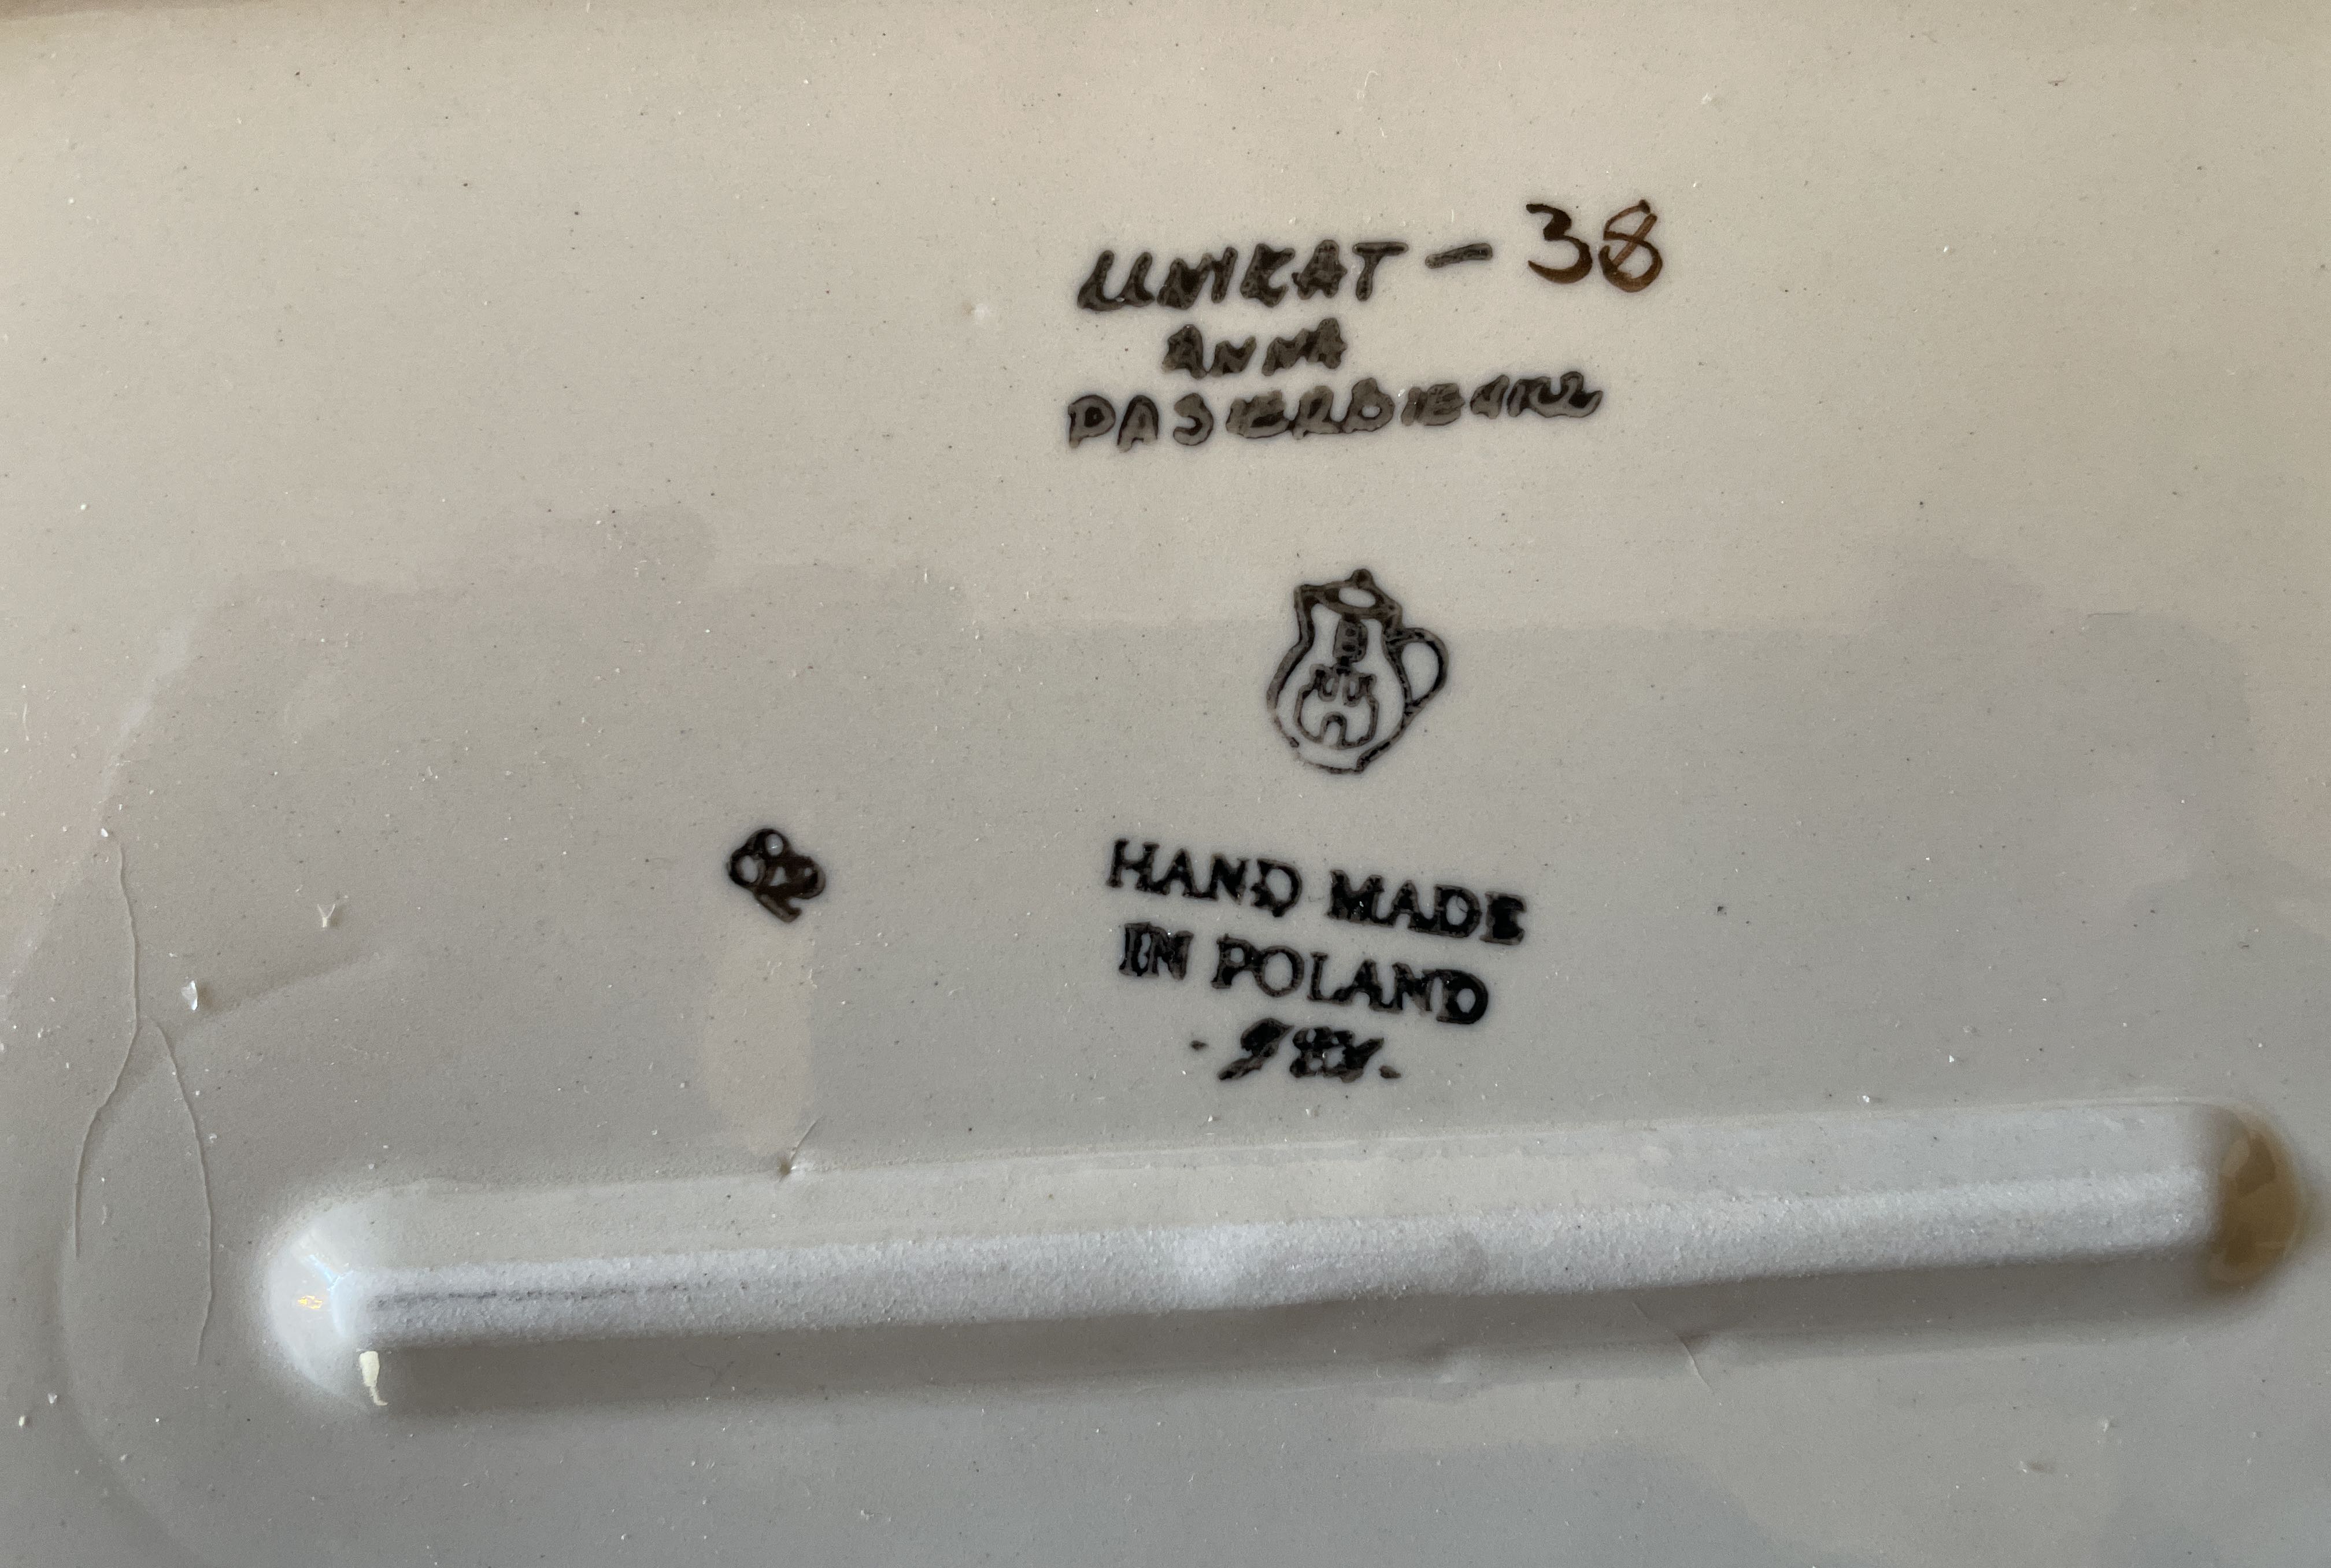 UNIKAT - 38
ANNA
PASIERBIEWICZ
B
HAND MADE
IN POLAND